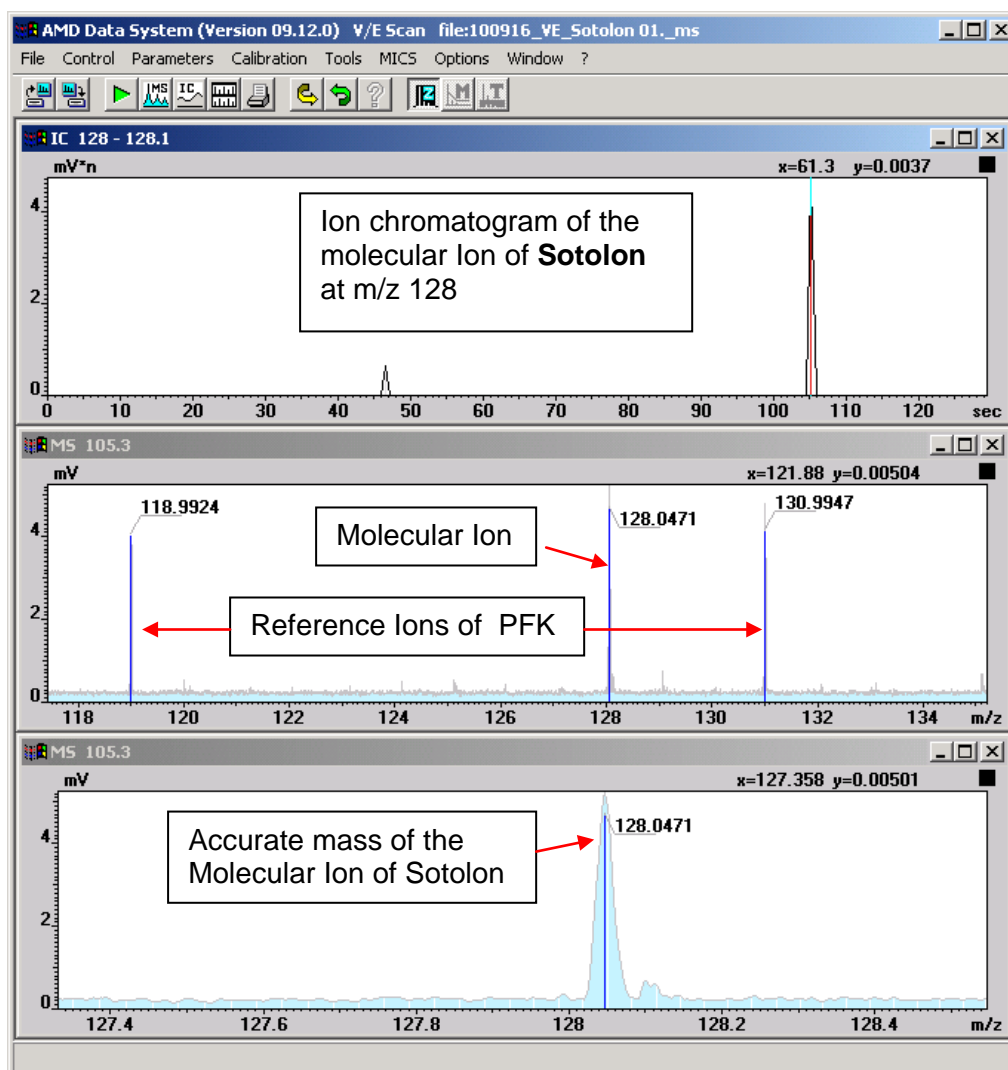 AMD Data System (Version 09.12.0) V/E Scan file:100916_VE_Sotolon 01._ms
File Control Parameters Calibration Tools MICS Options Window ?
MS IC M T
IC 128 - 128.1
mV*n x=61.3 y=0.0037
Ion chromatogram of the
molecular Ion of Sotolon
at m/z 128
4
2
0
0 10 20 30 40 50 60 70 80 90 100 110 120 sec
MS 105.3
mV x=121.88 y=0.00504
118.9924 128.0471 130.9947
Molecular Ion
Reference Ions of PFK
4
2
0
118 120 122 124 126 128 130 132 134 m/z
MS 105.3
mV x=127.358 y=0.00501
128.0471
Accurate mass of the
Molecular Ion of Sotolon
4
2
0
127.4 127.6 127.8 128 128.2 128.4 m/z